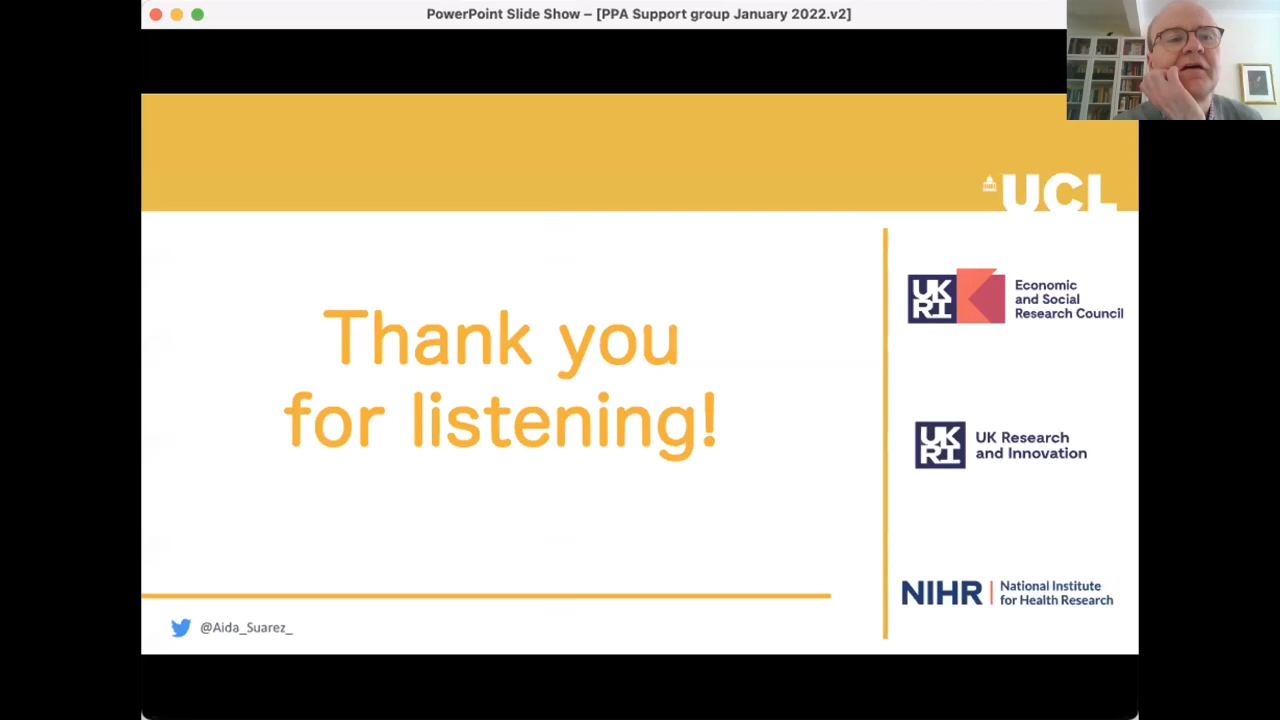 PowerPoint Slide Show – [PPA Support group January 2022.v2]
UCL
Thank you
for listening!
UK
RI
Economic
and Social
Research Council
UK
RI
UK Research
and Innovation
NIHR | National Institute
for Health Research
@Aida_Suarez_